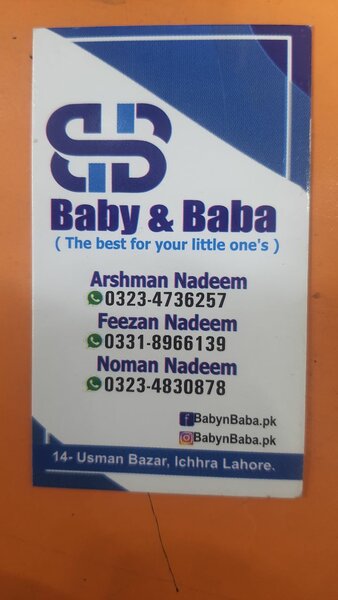 Baby & Baba
( The best for your little one's )
Arshman Nadeem
0323-4736257
Feezan Nadeem
0331-8966139
Noman Nadeem
0323-4830878
BabynBaba.pk
BabynBaba.pk
14- Usman Bazar, Ichhra Lahore.